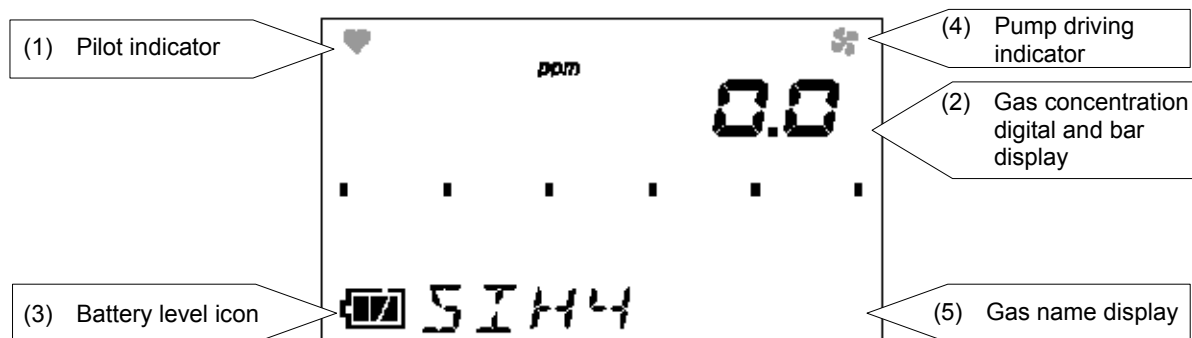 (1) Pilot indicator
(4) Pump driving
indicator
ppm
0.0
(2) Gas concentration
digital and bar
display
(3) Battery level icon
SIH4
(5) Gas name display